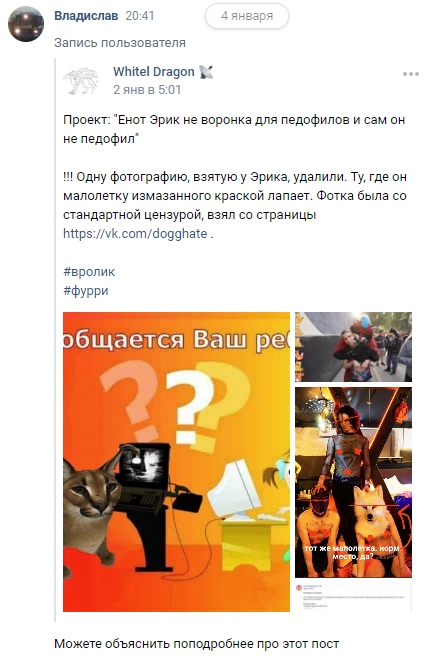 Владислав 20:41
4 января
Запись пользователя
Whitel Dragon
2 янв в 5:01
Проект: "Енот Эрик не воронка для педофилов и сам он
не педофил"
!!! Одну фотографию, взятую у Эрика, удалили. Ту, где он
малолетку измазанного краской лапает. Фотка была со
стандартной цензурой, взял со страницы
https://vk.com/dogghate .
#вролик
#фурри
общается Ваш реб
???
тот же малолетка. норм
место, да?
Можете объяснить поподробнее про этот пост